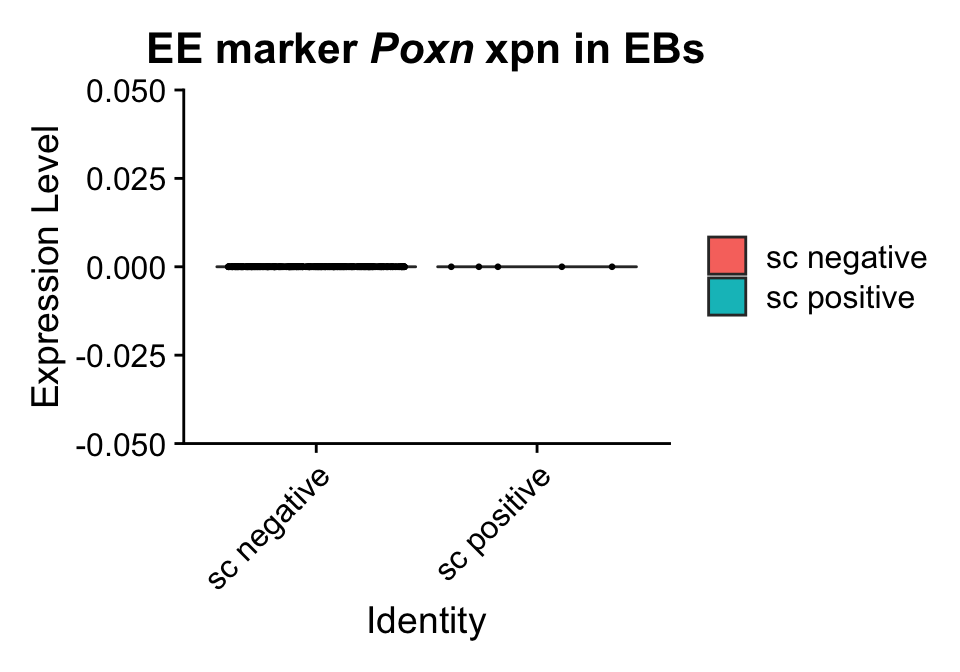 EE marker Poxn xpn in EBs
Expression Level
0.050
0.025
0.000
-0.025
-0.050
sc negative
sc positive
Identity
sc negative
sc positive